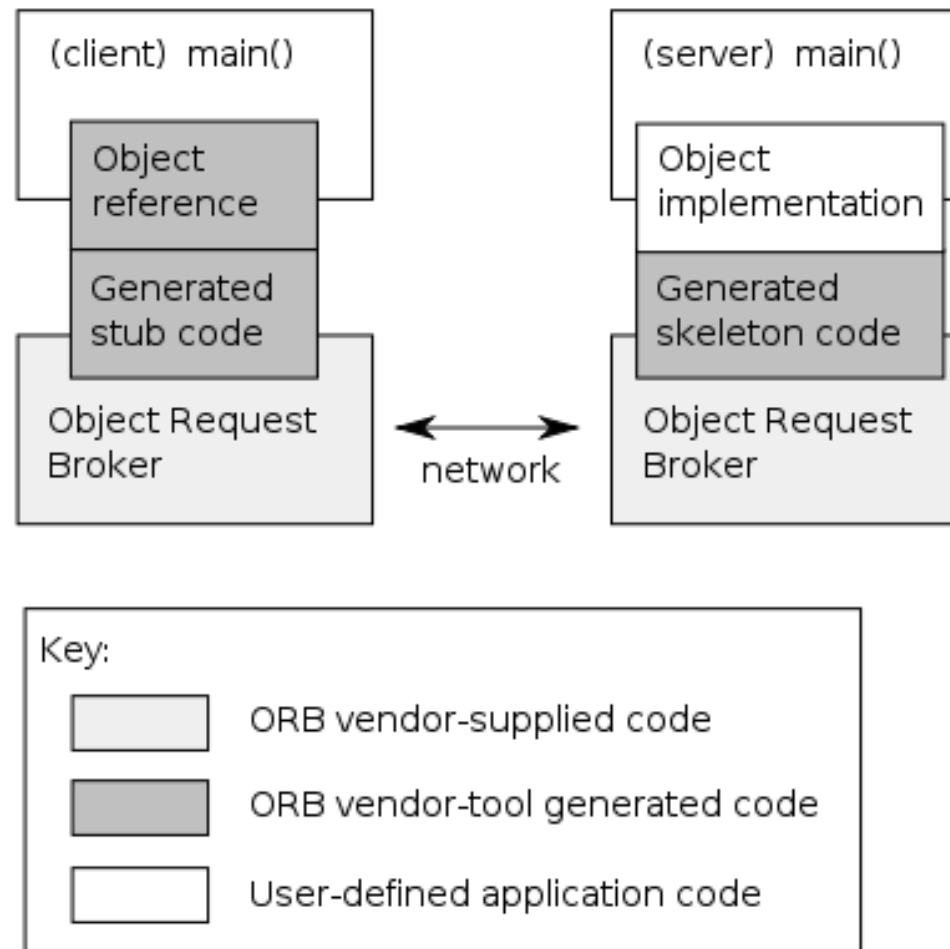 (client) main()
Object
reference
Generated
stub code
Object Request
Broker
network
(server) main()
Object
implementation
Generated
skeleton code
Object Request
Broker
Key:
ORB vendor-supplied code
ORB vendor-tool generated code
User-defined application code